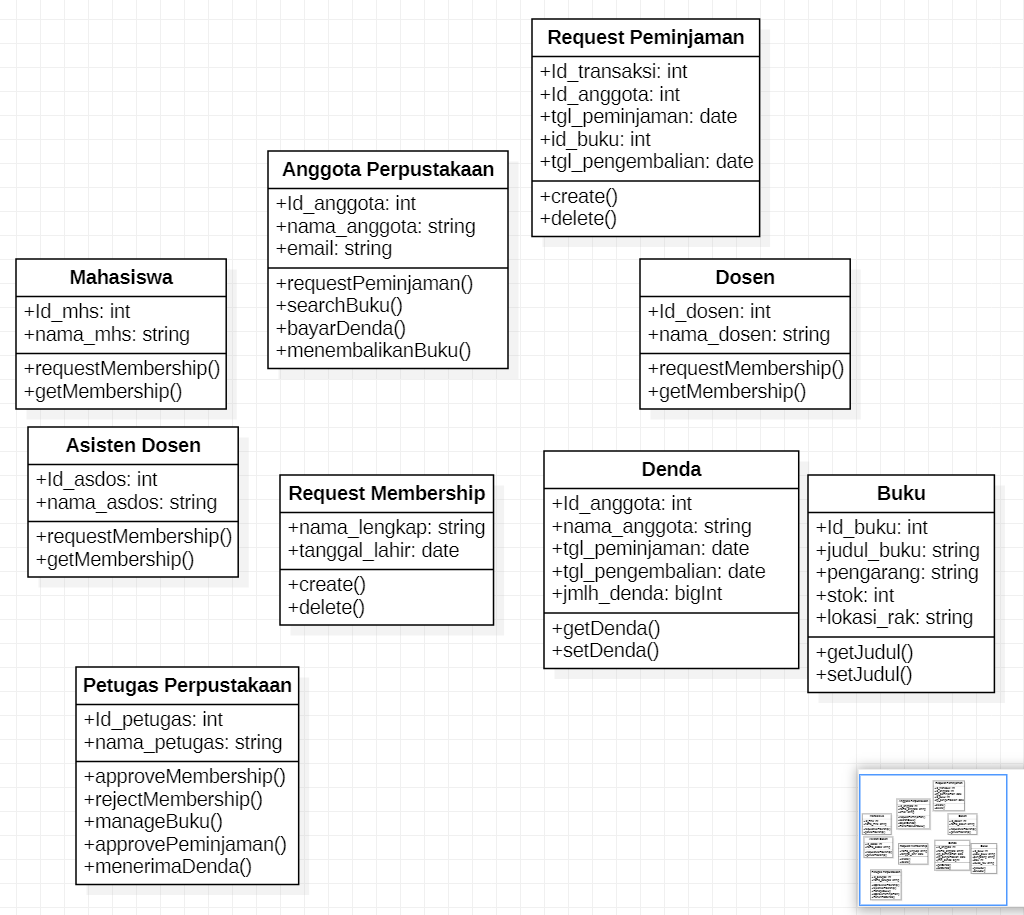 Request Peminjaman
+Id_transaksi: int
+Id_anggota: int
+tgl_peminjaman: date
+id_buku: int
+tgl_pengembalian: date
+create()
+delete()
Anggota Perpustakaan
+Id_anggota: int
+nama_anggota: string
+email: string
+requestPeminjaman()
+searchBuku()
+bayarDenda()
+menembalikanBuku()
Mahasiswa
+Id_mhs: int
+nama_mhs: string
+requestMembership()
+getMembership()
Dosen
+Id_dosen: int
+nama_dosen: string
+requestMembership()
+getMembership()
Asisten Dosen
+Id_asdos: int
+nama_asdos: string
+requestMembership()
+getMembership()
Request Membership
+nama_lengkap: string
+tanggal_lahir: date
+create()
+delete()
Denda
+Id_anggota: int
+nama_anggota: string
+tgl_peminjaman: date
+tgl_pengembalian: date
+jmlh_denda: bigInt
+getDenda()
+setDenda()
Buku
+Id_buku: int
+judul_buku: string
+pengarang: string
+stok: int
+lokasi_rak: string
+getJudul()
+setJudul()
Petugas Perpustakaan
+Id_petugas: int
+nama_petugas: string
+approveMembership()
+rejectMembership()
+manageBuku()
+approvePeminjaman()
+menerimaDenda()